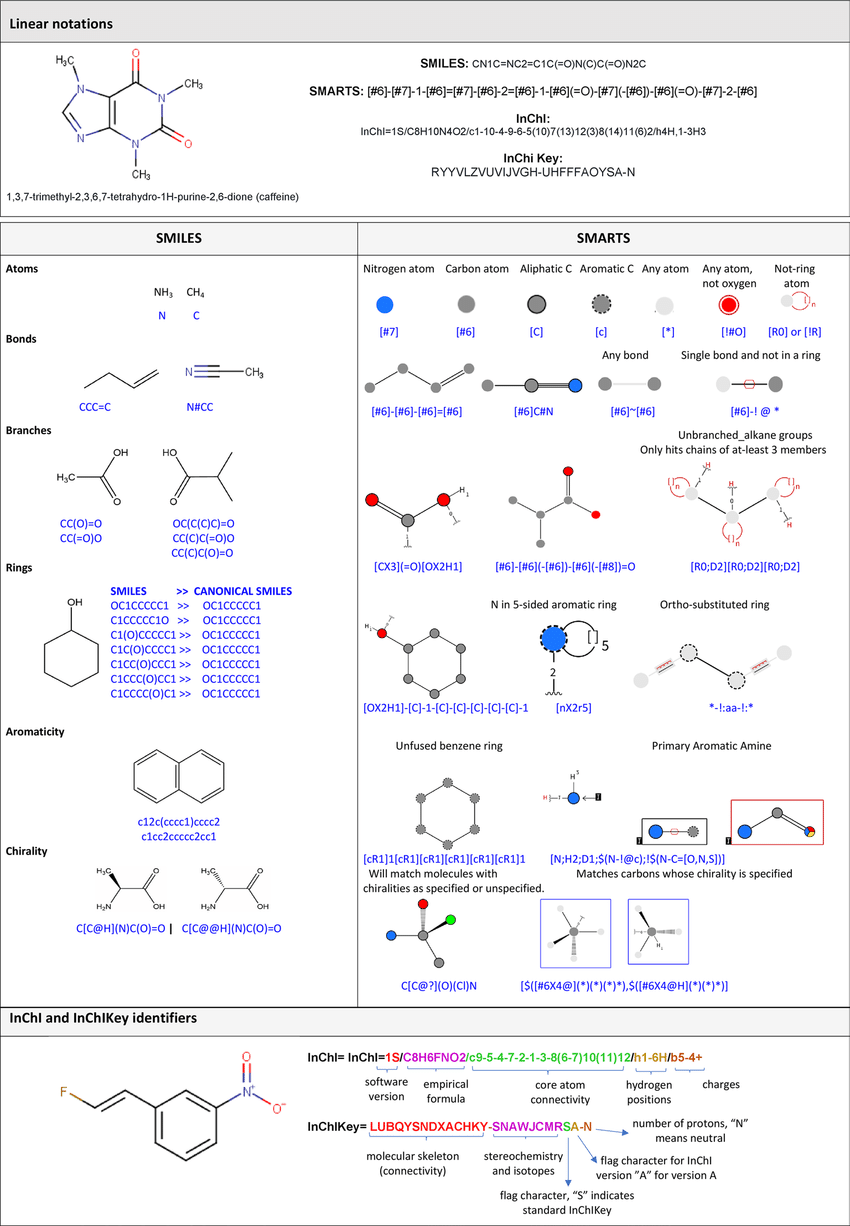 Linear notations
H₃C
O
CH₃
N
N
N
N
O
CH₃
1,3,7-trimethyl-2,3,6,7-tetrahydro-1H-purine-2,6-dione (caffeine)
SMILES: CN1C=NC2=C1C(=O)N(C)C(=O)N2C
SMARTS: [#6]-[#7]-1-[#6]=[#7]-[#6]-2=[#6]-1-[#6](=O)-[#7](-[#6])-[#6](=O)-[#7]-2-[#6]
InChI:
InChI=1S/C8H10N4O2/c1-10-4-9-6-5(10)7(13)12(3)8(14)11(6)2/h4H,1-3H3
InChi Key:
RYYVLZVUVIJVGH-UHFFFAOYSA-N
SMILES
Atoms
NH₃ CH₄
N C
Bonds
N CH₃
CCC=C N#CC
Branches
H₃C OH O
HO O
CC(O)=O OC(C(C)C)=O
CC(=O)O CC(C)C(=O)O
CC(C)C(O)=O
Rings
OH
SMILES >> CANONICAL SMILES
OC1CCCCC1 >> OC1CCCCC1
C1CCCCC1O >> OC1CCCCC1
C1(O)CCCCC1 >> OC1CCCCC1
C1C(O)CCCC1 >> OC1CCCCC1
C1CC(O)CCC1 >> OC1CCCCC1
C1CCC(O)CC1 >> OC1CCCCC1
C1CCCC(O)C1 >> OC1CCCCC1
Aromaticity
c12c(cccc1)cccc2
c1cc2ccccc2cc1
Chirality
CH₃ O H₂N OH
CH₃ O H₂N OH
C[C@H](N)C(O)=O | C[C@@H](N)C(O)=O
SMARTS
Nitrogen atom Carbon atom Aliphatic C Aromatic C Any atom Any atom, not oxygen Not-ring atom
n
[#7] [#6] [C] [c] [*] [!#O] [R0] or [!R]
Any bond Single bond and not in a ring
[#6]-[#6]-[#6]=[#6] [#6]C#N [#6]~[#6] [#6]-! @ *
Unbranched_alkane groups
Only hits chains of at-least 3 members
[CX3](=O)[OX2H1] [#6]-[#6](-[#6])-[#6](-[#8])=O [R0;D2][R0;D2][R0;D2]
N in 5-sided aromatic ring Ortho-substituted ring
5
2
[OX2H1]-[C]-1-[C]-[C]-[C]-[C]-[C]-1 [nX2r5] *-!:aa-!:*
Unfused benzene ring Primary Aromatic Amine
[cR1]1[cR1][cR1][cR1][cR1][cR1]1 [N;H2;D1;$(N-!@c);!$(N-C=[O,N,S])]
Will match molecules with
chiralities as specified or unspecified.
Matches carbons whose chirality is specified
C[C@?](O)(Cl)N [$([#6X4@](*)(*)(*)*),$([#6X4@H](*)(*)*)]
InChI and InChIKey identifiers
F
O
N⁺
O⁻
InChI= InChI=1S/C8H6FNO2/c9-5-4-7-2-1-3-8(6-7)10(11)12/h1-6H/b5-4+
software version
empirical formula
core atom connectivity
hydrogen positions
charges
InChIKey= LUBQYSNDXACHKY-SNAWJCMRSA-N
molecular skeleton (connectivity)
stereochemistry and isotopes
number of protons, “N” means neutral
flag character for InChI version ”A” for version A
flag character, “S” indicates standard InChIKey